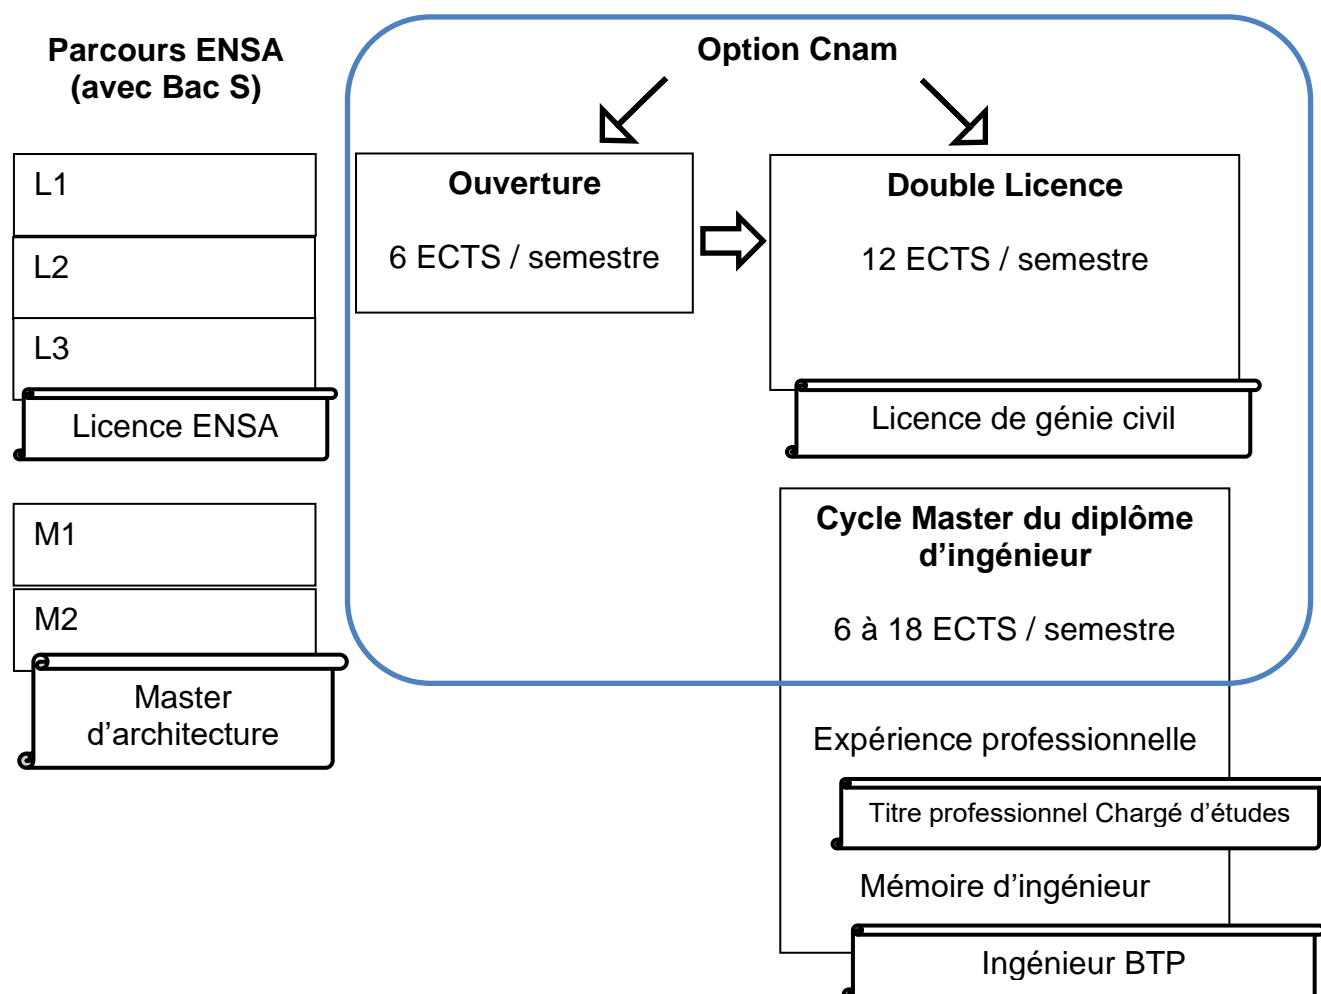 Parcours ENSA
(avec Bac S)
L1
L2
L3
Licence ENSA
M1
M2
Master
d’architecture
Option Cnam
Ouverture
6 ECTS / semestre
Double Licence
12 ECTS / semestre
Licence de génie civil
Cycle Master du diplôme
d’ingénieur
6 à 18 ECTS / semestre
Expérience professionnelle
Titre professionnel Chargé d’études
Mémoire d’ingénieur
Ingénieur BTP